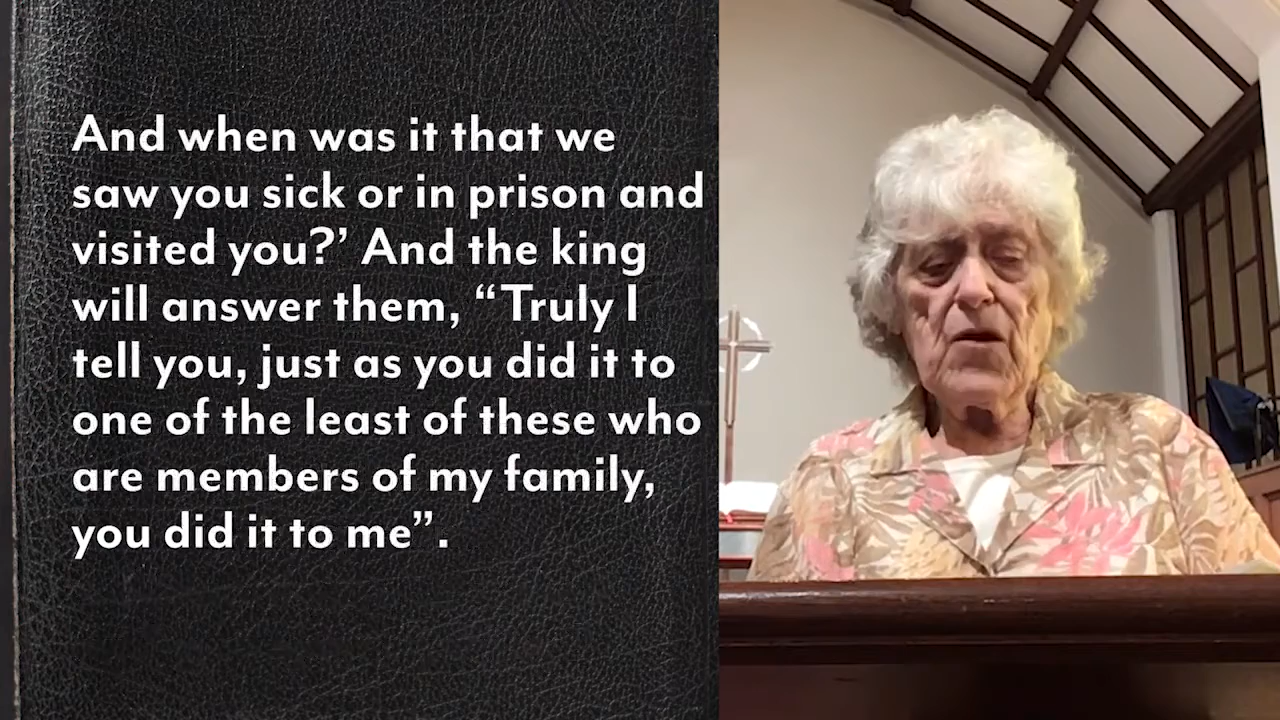 And when was it that we
saw you sick or in prison and
visited you?’ And the king
will answer them, “Truly I
tell you, just as you did it to
one of the least of these who
are members of my family,
you did it to me”.